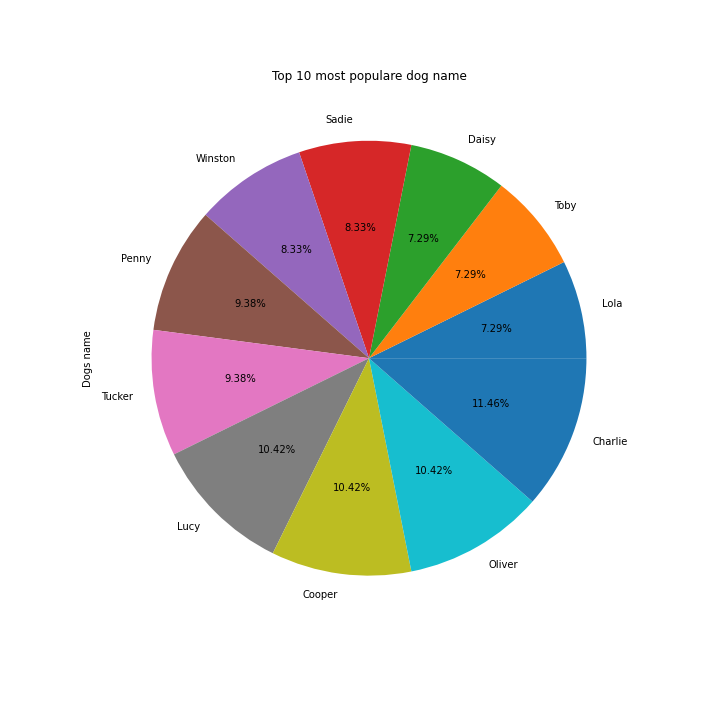 Top 10 most populare dog name
Sadie
Daisy
Winston
Toby
8.33%
7.29%
8.33%
Penny
7.29%
9.38%
Lola
7.29%
Dogs name
9.38%
Tucker
11.46%
Charlie
10.42%
10.42%
10.42%
Lucy
Oliver
Cooper